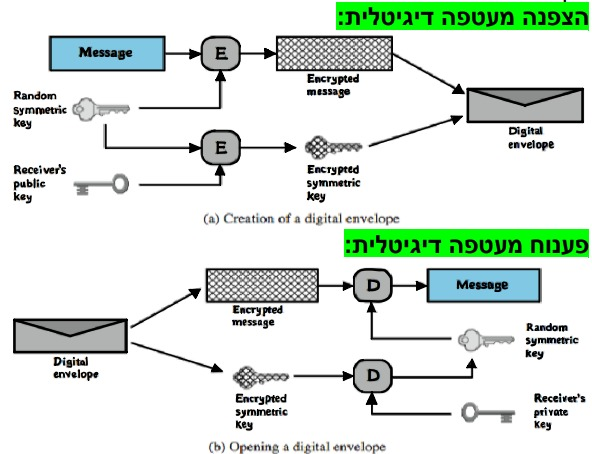 הצפנה מעטפה דיגיטלית:
Message
E
Encrypted
message
Random
symmetric
key
Digital
envelope
E
Receiver's
public
key
Encrypted
symmetric
key
(a) Creation of a digital envelope
פענוח מעטפה דיגיטלית:
D
Message
Encrypted
message
Random
symmetric
key
Digital
envelope
D
Encrypted
symmetric
key
Receiver's
private
key
(b) Opening a digital envelope